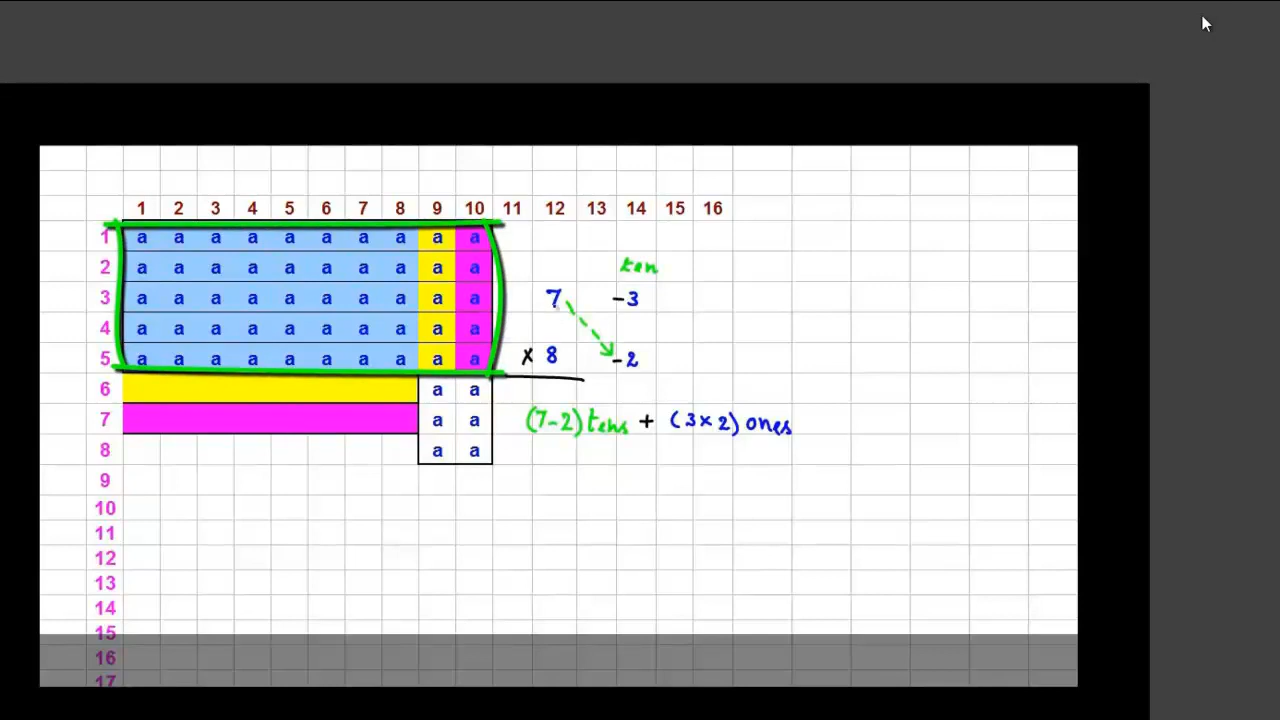 1 2 3 4 5 6 7 8 9 10 11 12 13 14 15 16
1 a a a a a a a a a a
2 a a a a a a a a a a ten
3 a a a a a a a a a a 7 -3
4 a a a a a a a a a a
5 a a a a a a a a a a x 8 -2
6 a a
7 a a (7-2) tens + (3x2) ones
8 a a
9
10
11
12
13
14
15
16
17